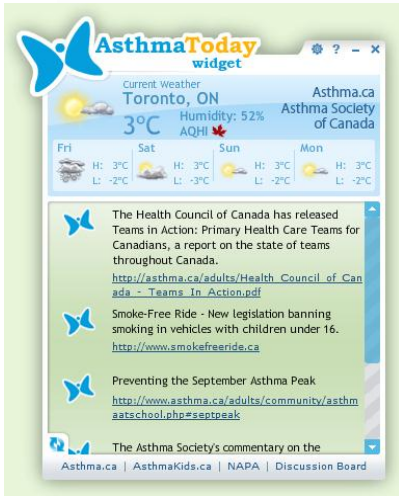 AsthmaToday
widget
? – ×
Current Weather
Toronto, ON
3°C
Humidity: 52%
AQHI
Asthma.ca
Asthma Society
of Canada
Fri Sat Sun Mon
H: 3°C H: 3°C H: 3°C H: 3°C
L: -2°C L: -3°C L: -2°C L: -2°C
The Health Council of Canada has released
Teams in Action: Primary Health Care Teams for
Canadians, a report on the state of teams
throughout Canada.
http://asthma.ca/adults/Health_Council_of_Can
ada_-_Teams_In_Action.pdf
Smoke-Free Ride - New legislation banning
smoking in vehicles with children under 16.
http://www.smokefreeride.ca
Preventing the September Asthma Peak
http://www.asthma.ca/adults/community/asthm
aatschool.php#septpeak
The Asthma Society's commentary on the
Asthma.ca | AsthmaKids.ca | NAPA | Discussion Board